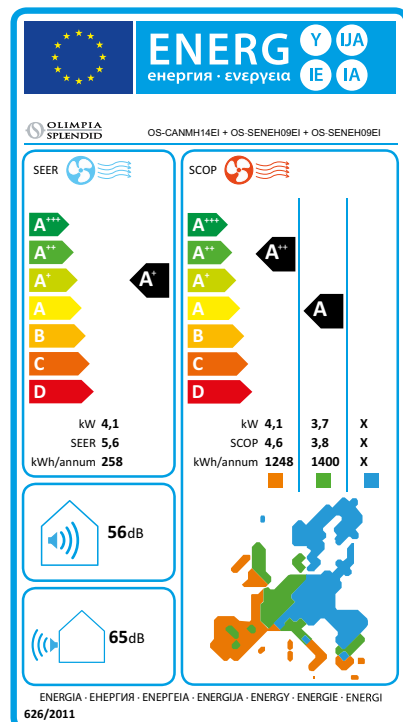 ENERG
енергия · ενεργεια
Y IJA
IE IA
OLIMPIA
SPLENDID
OS-CANMH14EI + OS-SENEH09EI + OS-SENEH09EI
SEER
A+++
A++
A+
A
B
C
D
A+
kW 4,1
SEER 5,6
kWh/annum 258
SCOP
A+++
A++
A+
A
B
C
D
A++
A
kW 4,1 3,7 X
SCOP 4,6 3,8 X
kWh/annum 1248 1400 X
56dB
65dB
ENERGIA · ЕНЕРГИЯ · ΕΝΕΡΓΕΙΑ · ENERGIJA · ENERGY · ENERGIE · ENERGI
626/2011